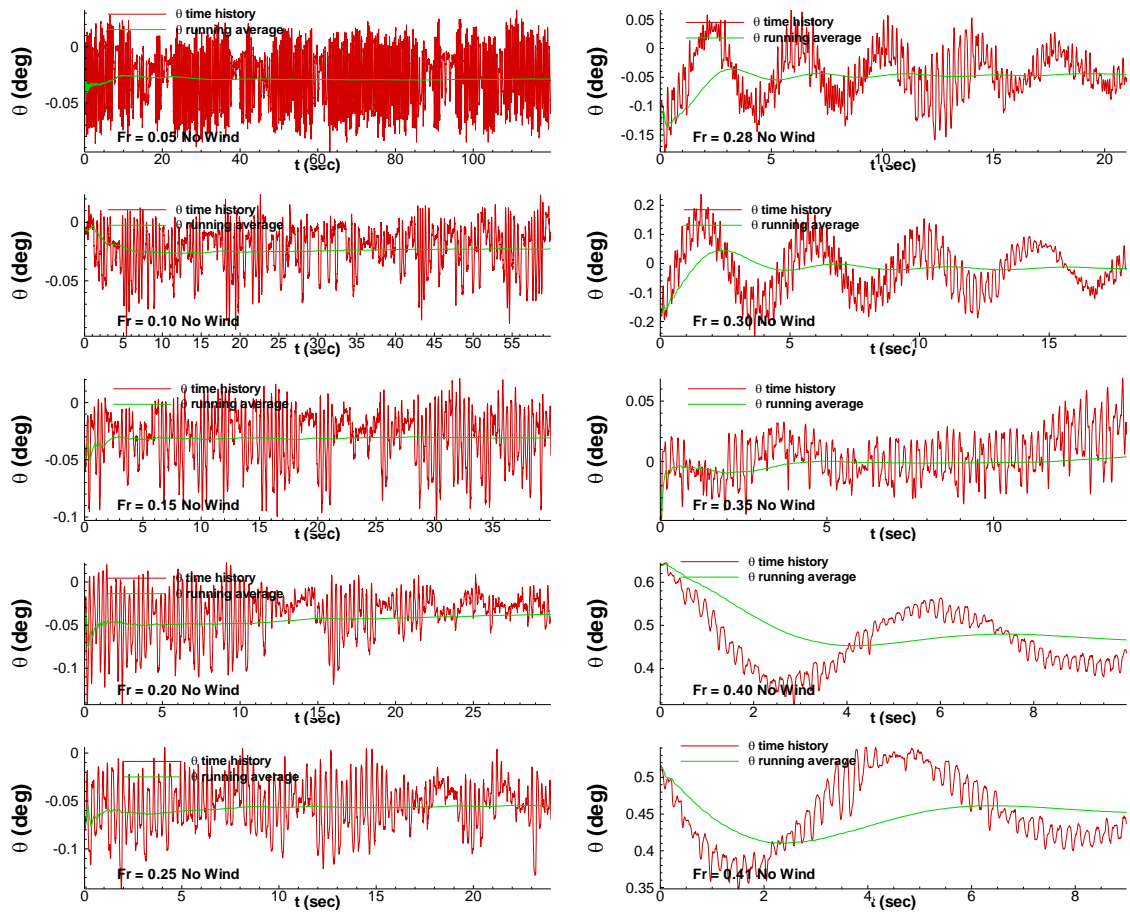 θ time history
θ running average
0
-0.05
θ (deg)
Fr = 0.05 No Wind
0 20 40 60 80 100
t (sec)
θ time history
θ running average
0
-0.05
θ (deg)
Fr = 0.10 No Wind
0 5 10 15 20 25 30 35 40 45 50 55
t (sec)
θ time history
θ running average
0
-0.05
-0.1
θ (deg)
Fr = 0.15 No Wind
0 5 10 15 20 25 30 35
t (sec)
θ time history
θ running average
0
-0.05
-0.1
θ (deg)
Fr = 0.20 No Wind
0 5 10 15 20 25
t (sec)
θ time history
θ running average
0
-0.05
-0.1
θ (deg)
Fr = 0.25 No Wind
0 5 10 15 20
t (sec)
θ time history
θ running average
0.05
0
-0.05
-0.1
-0.15
θ (deg)
Fr = 0.28 No Wind
0 5 10 15 20
t (sec)
θ time history
θ running average
0.2
0.1
0
-0.1
-0.2
θ (deg)
Fr = 0.30 No Wind
0 5 10 15
t (sec)
θ time history
θ running average
0.05
0
θ (deg)
Fr = 0.35 No Wind
0 5 10
t (sec)
θ time history
θ running average
0.6
0.5
0.4
θ (deg)
Fr = 0.40 No Wind
0 2 4 6 8
t (sec)
θ time history
θ running average
0.5
0.45
0.4
0.35
θ (deg)
Fr = 0.41 No Wind
0 2 4 6 8
t (sec)